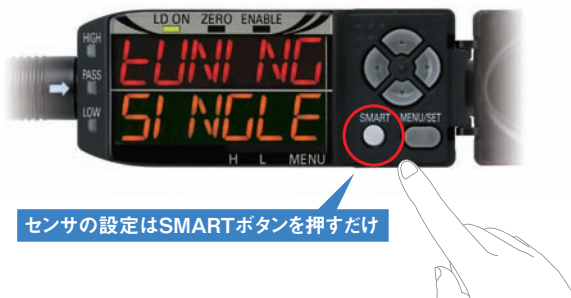 LD ON ZERO ENABLE
HIGH
tUNI NG
PASS
SI NGLE
LOW
SMART MENU/SET
H L MENU
センサの設定はSMARTボタンを押すだけ